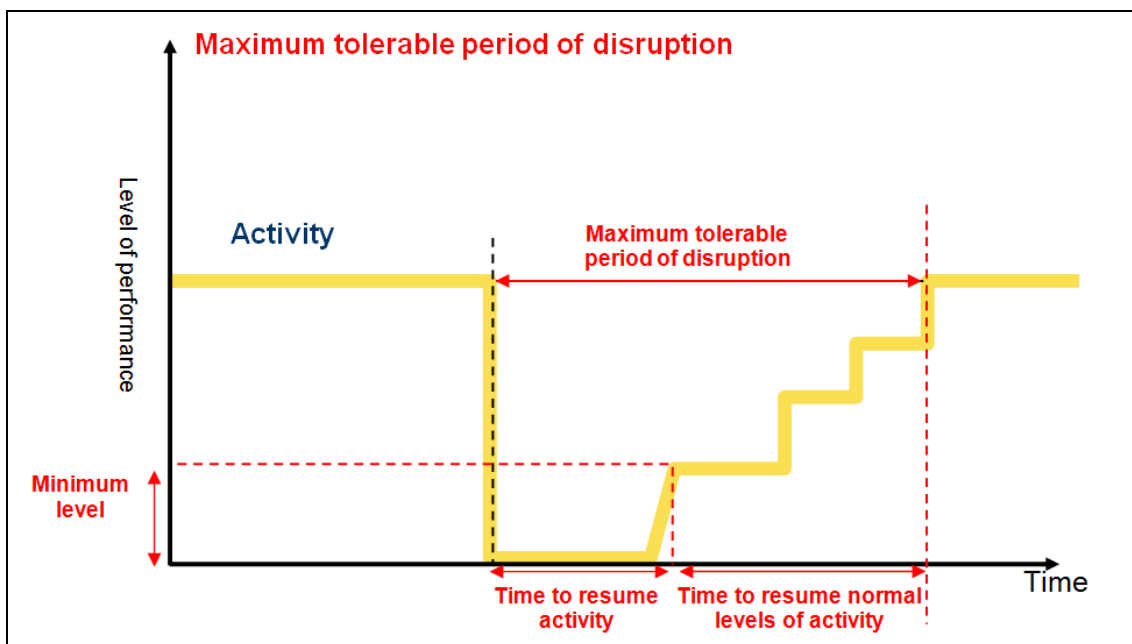 Maximum tolerable period of disruption
Level of performance
Activity
Maximum tolerable
period of disruption
Minimum
level
Time
Time to resume
activity
Time to resume normal
levels of activity